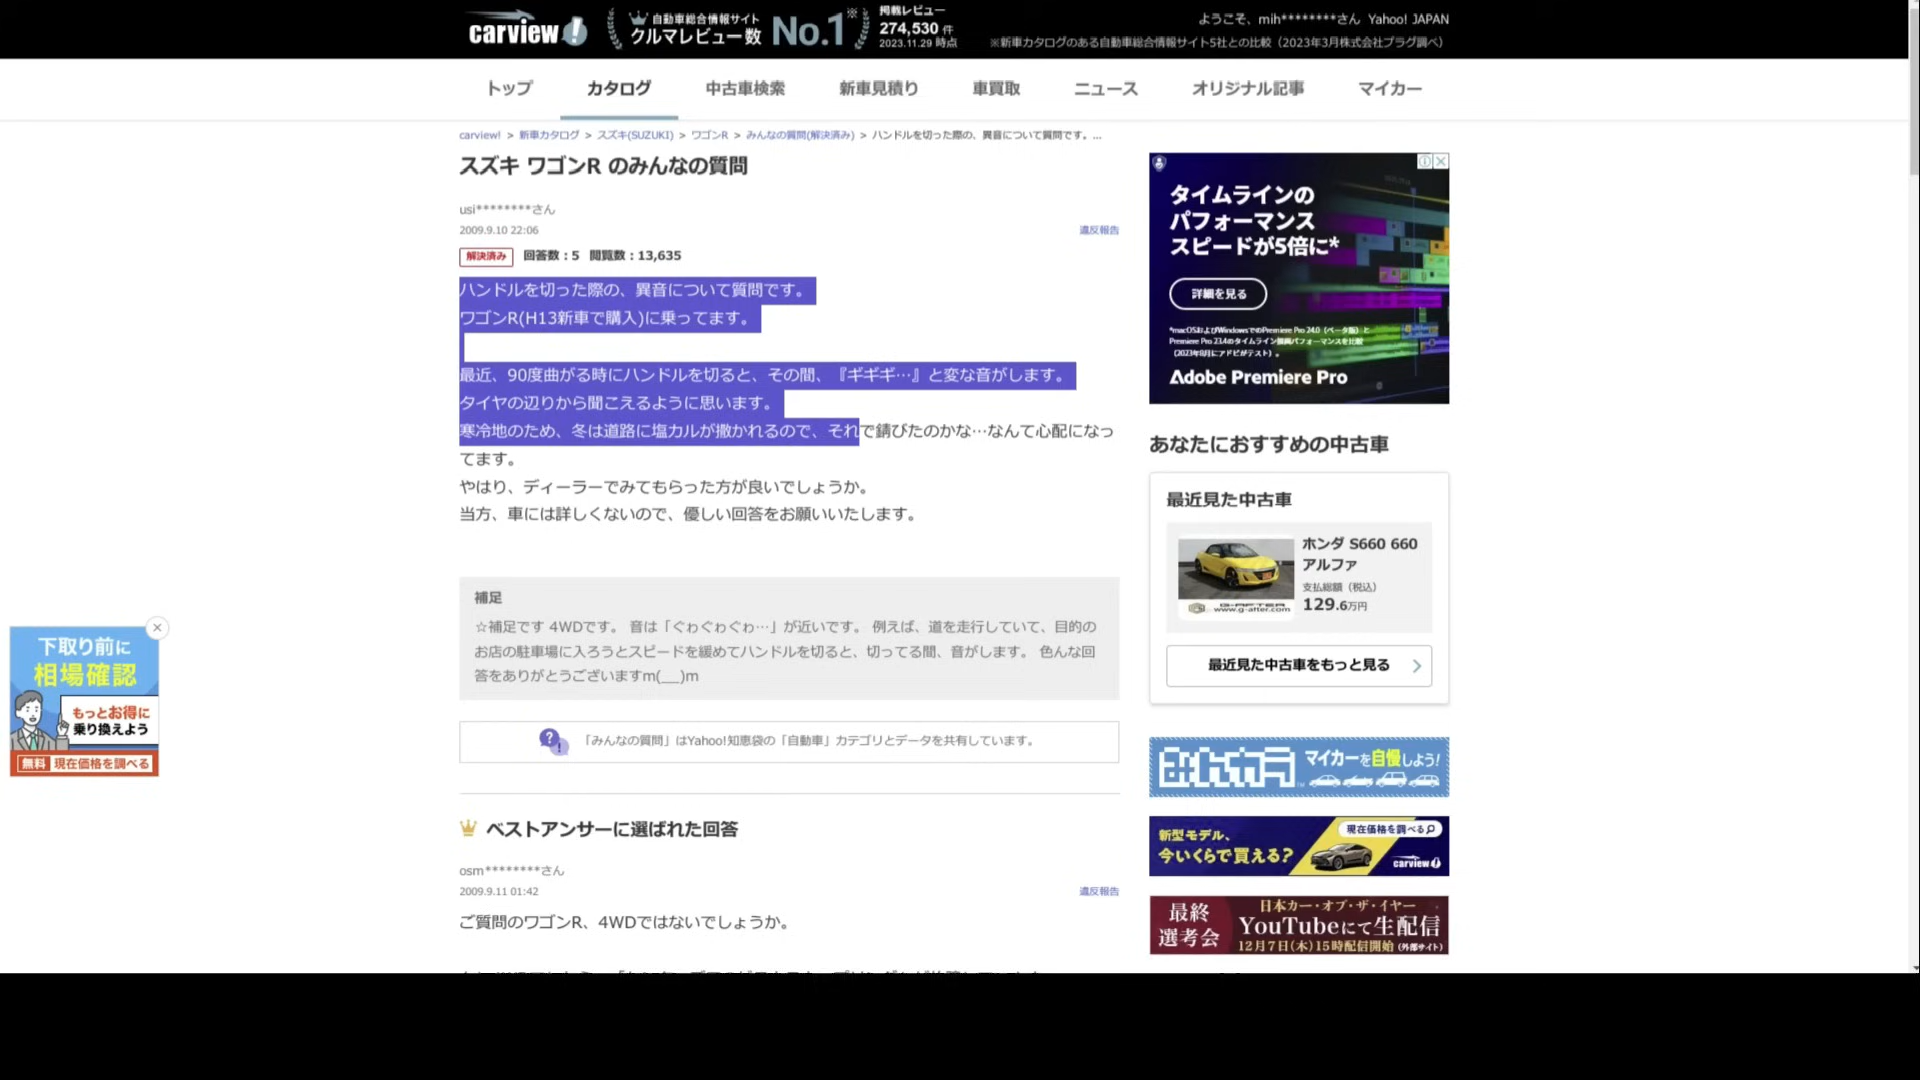 carview!
自動車総合情報サイト
クルマレビュー数 No.1※
掲載レビュー
274,530 件
2023.11.29 時点
ようこそ、mih********さん Yahoo! JAPAN
※新車カタログのある自動車総合情報サイト5社との比較（2023年3月株式会社プラグ調べ）
トップ カタログ 中古車検索 新車見積り 車買取 ニュース オリジナル記事 マイカー
carview! > 新車カタログ > スズキ(SUZUKI) > ワゴンR > みんなの質問(解決済み) > ハンドルを切った際の、異音について質問です。...
スズキ ワゴンR のみんなの質問
usi********さん
2009.9.10 22:06
違反報告
解決済み 回答数：5 閲覧数：13,635
ハンドルを切った際の、異音について質問です。
ワゴンR(H13新車で購入)に乗ってます。
最近、90度曲がる時にハンドルを切ると、その間、『ギギギ…』と変な音がします。
タイヤの辺りから聞こえるように思います。
寒冷地のため、冬は道路に塩カルが撒かれるので、それで錆びたのかな…なんて心配になっ
てます。
やはり、ディーラーでみてもらった方が良いでしょうか。
当方、車には詳しくないので、優しい回答をお願いいたします。
補足
☆補足です 4WDです。 音は「ぐゎぐゎぐゎ…」が近いです。 例えば、道を走行していて、目的の
お店の駐車場に入ろうとスピードを緩めてハンドルを切ると、切ってる間、音がします。 色んな回
答をありがとうございますm(__)m
「みんなの質問」はYahoo!知恵袋の「自動車」カテゴリとデータを共有しています。
ベストアンサーに選ばれた回答
osm********さん
2009.9.11 01:42
違反報告
ご質問のワゴンR、4WDではないでしょうか。
タイムラインの
パフォーマンス
スピードが5倍に*
詳細を見る
*macOSおよびWindowsでのPremiere Pro 24.0（ベータ版）と
Premiere Pro 23.4のタイムライン描画パフォーマンスを比較
（2023年8月にアドビがテスト）。
Adobe Premiere Pro
あなたにおすすめの中古車
最近見た中古車
ホンダ S660 660
アルファ
支払総額（税込）
129.6万円
G-AFTER
www.g-after.com
最近見た中古車をもっと見る
みんカラ マイカーを自慢しよう!
新型モデル、
今いくらで買える?
現在価格を調べる
carview!
最終
選考会
日本カー・オブ・ザ・イヤー
YouTubeにて生配信
12月7日(木)15時配信開始 (外部サイト)
下取り前に
相場確認
もっとお得に
乗り換えよう
無料 現在価格を調べる